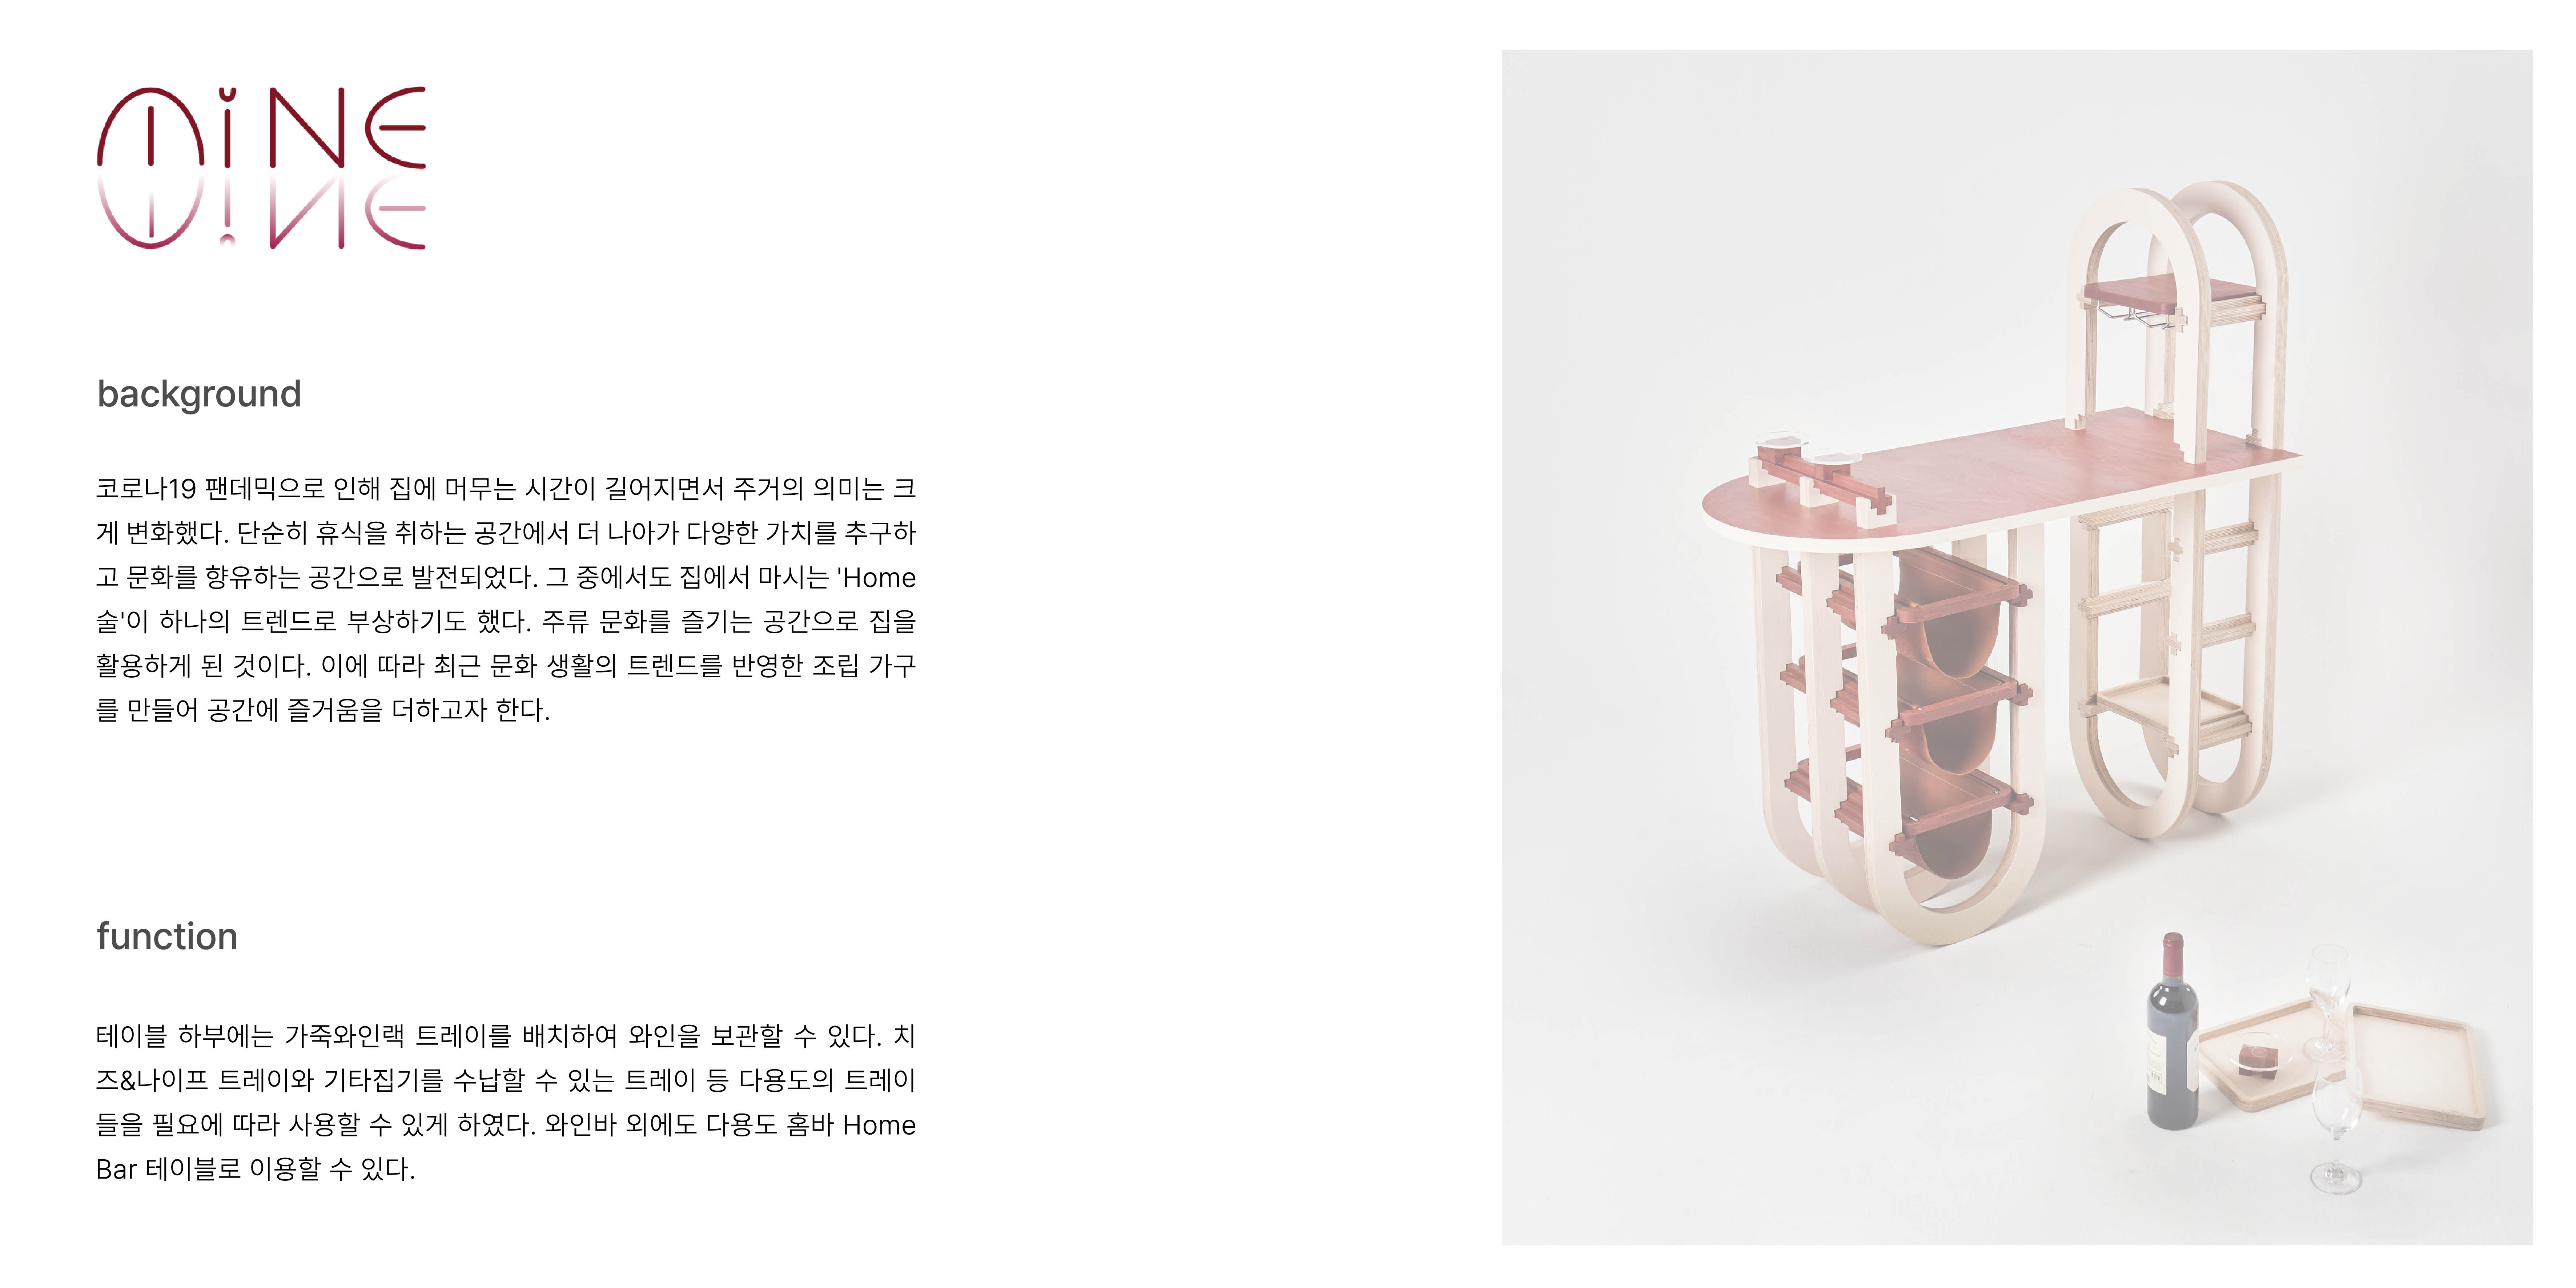 MiNE
background
코로나19 팬데믹으로 인해 집에 머무는 시간이 길어지면서 주거의 의미는 크
게 변화했다. 단순히 휴식을 취하는 공간에서 더 나아가 다양한 가치를 추구하
고 문화를 향유하는 공간으로 발전되었다. 그 중에서도 집에서 마시는 'Home
술'이 하나의 트렌드로 부상하기도 했다. 주류 문화를 즐기는 공간으로 집을
활용하게 된 것이다. 이에 따라 최근 문화 생활의 트렌드를 반영한 조립 가구
를 만들어 공간에 즐거움을 더하고자 한다.
function
테이블 하부에는 가죽와인랙 트레이를 배치하여 와인을 보관할 수 있다. 치
즈&나이프 트레이와 기타집기를 수납할 수 있는 트레이 등 다용도의 트레이
들을 필요에 따라 사용할 수 있게 하였다. 와인바 외에도 다용도 홈바 Home
Bar 테이블로 이용할 수 있다.